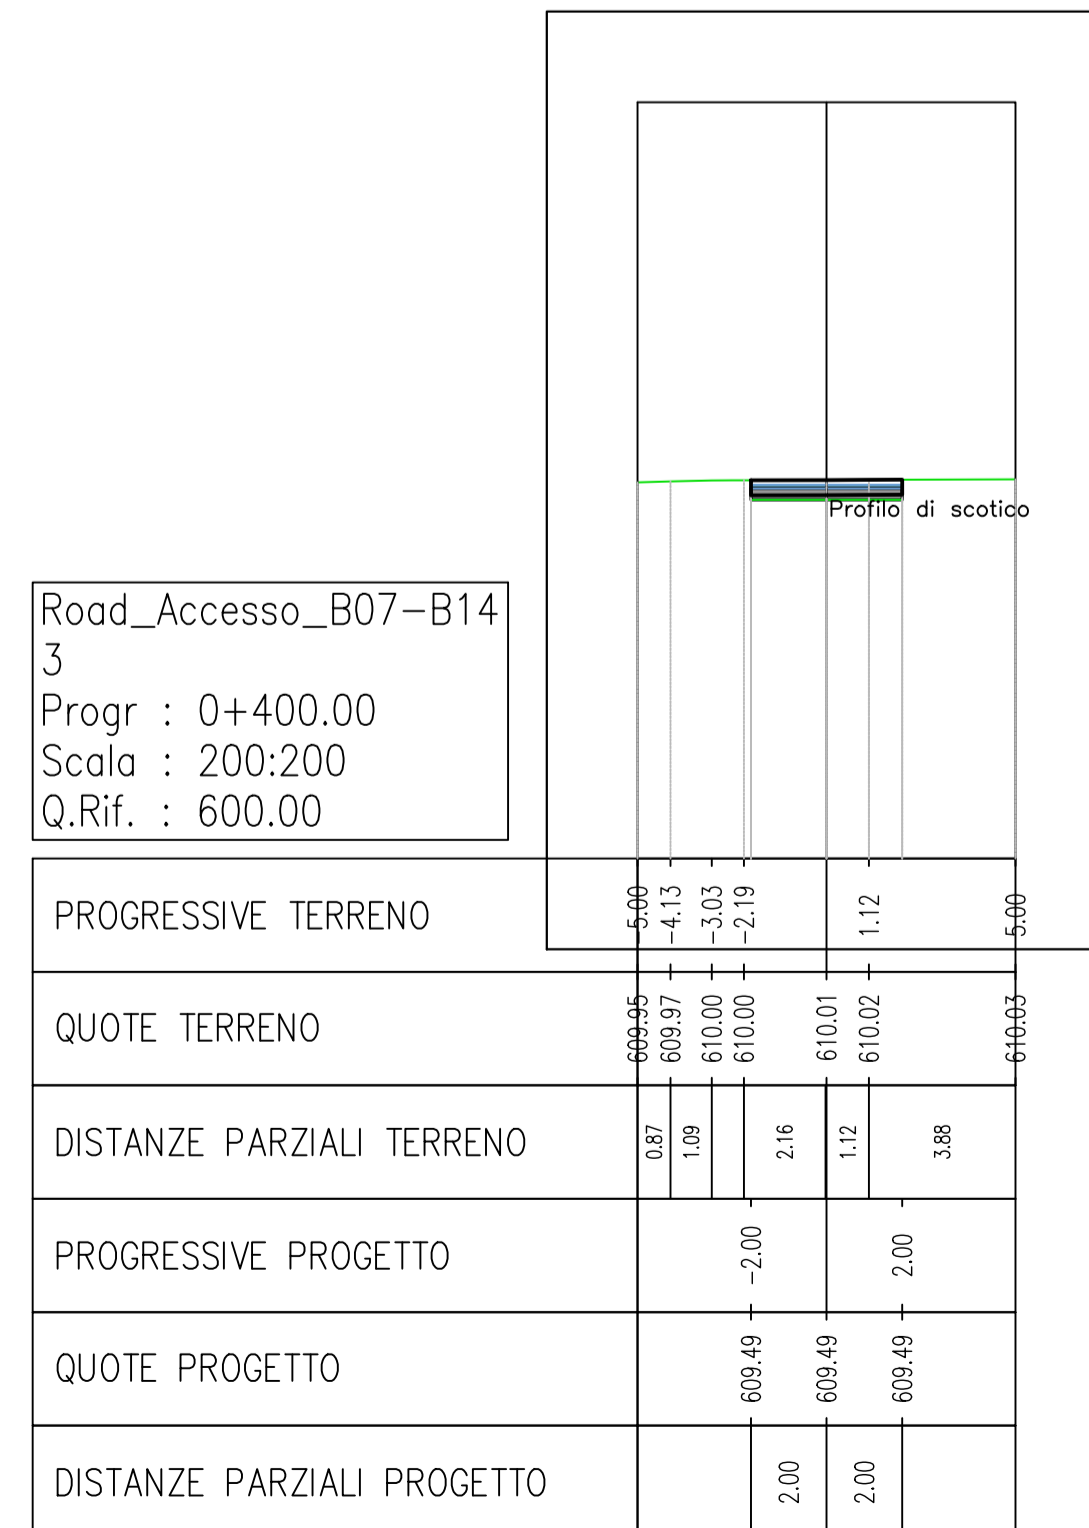 Profilo di scotico
Road_Accesso_B07-B14
3
Progr : 0+400.00
Scala : 200:200
Q.Rif. : 600.00
PROGRESSIVE TERRENO -5.00 -4.13 -3.03 -2.19 1.12 5.00
QUOTE TERRENO 609.95 609.97 610.00 610.00 610.01 610.02 610.03
DISTANZE PARZIALI TERRENO 0.87 1.09 2.16 1.12 3.88
PROGRESSIVE PROGETTO -2.00 2.00
QUOTE PROGETTO 609.49 609.49 609.49
DISTANZE PARZIALI PROGETTO 2.00 2.00